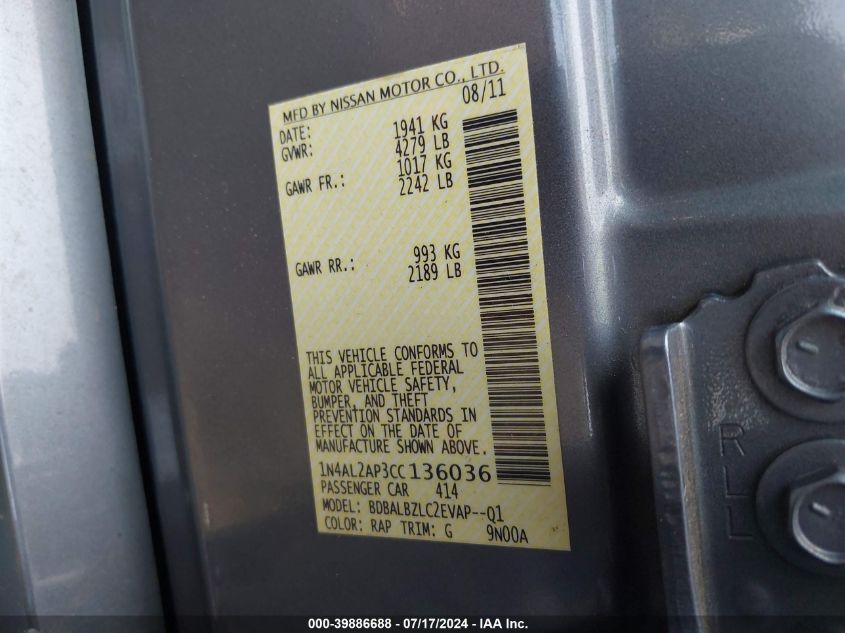 MFD BY NISSAN MOTOR CO., LTD.
DATE: 08/11
GVWR: 1941 KG
4279 LB
GAWR FR.: 1017 KG
2242 LB
GAWR RR.: 993 KG
2189 LB
THIS VEHICLE CONFORMS TO
ALL APPLICABLE FEDERAL
MOTOR VEHICLE SAFETY,
BUMPER, AND THEFT
PREVENTION STANDARDS IN
EFFECT ON THE DATE OF
MANUFACTURE SHOWN ABOVE.
1N4AL2AP3CC136036
PASSENGER CAR 414
MODEL: BDBALBZLC2EVAP--Q1
COLOR: RAP TRIM: G 9N00A
RLL
000-39886688 - 07/17/2024 - IAA Inc.